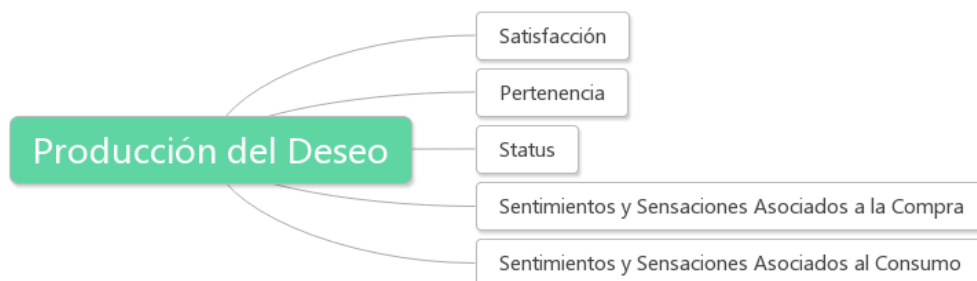 Producción del Deseo
Satisfacción
Pertenencia
Status
Sentimientos y Sensaciones Asociados a la Compra
Sentimientos y Sensaciones Asociados al Consumo